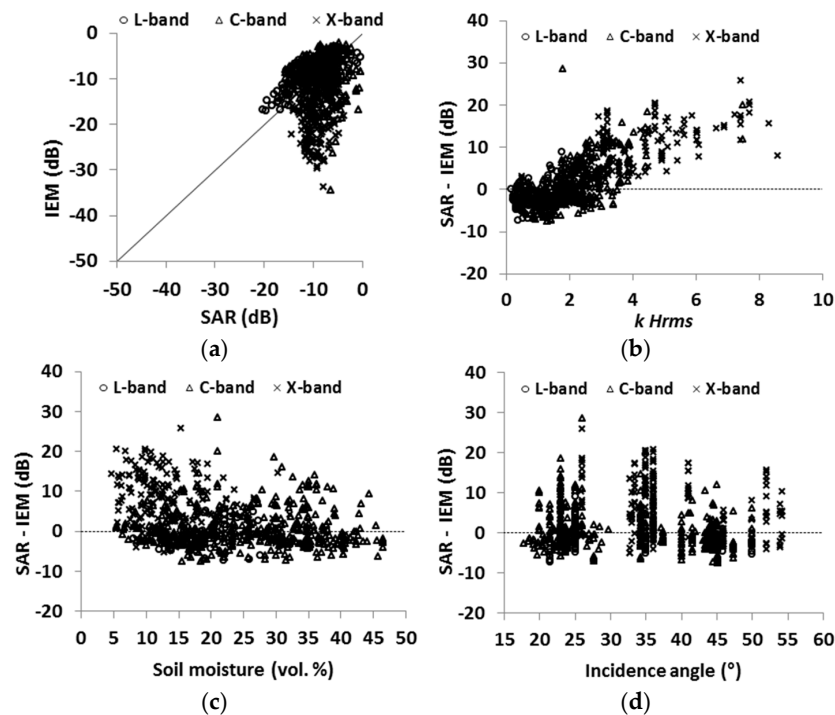 ○ L-band △ C-band × X-band
0
-10
-20
-30
-40
-50
IEM (dB)
-50 -40 -30 -20 -10 0
SAR (dB)
(a)
○ L-band △ C-band × X-band
40
30
20
10
0
-10
-20
SAR - IEM (dB)
0 2 4 6 8 10
k Hrms
(b)
○ L-band △ C-band × X-band
40
30
20
10
0
-10
-20
SAR - IEM (dB)
0 5 10 15 20 25 30 35 40 45 50
Soil moisture (vol. %)
(c)
○ L-band △ C-band × X-band
40
30
20
10
0
-10
-20
SAR - IEM (dB)
15 20 25 30 35 40 45 50 55 60
Incidence angle (°)
(d)